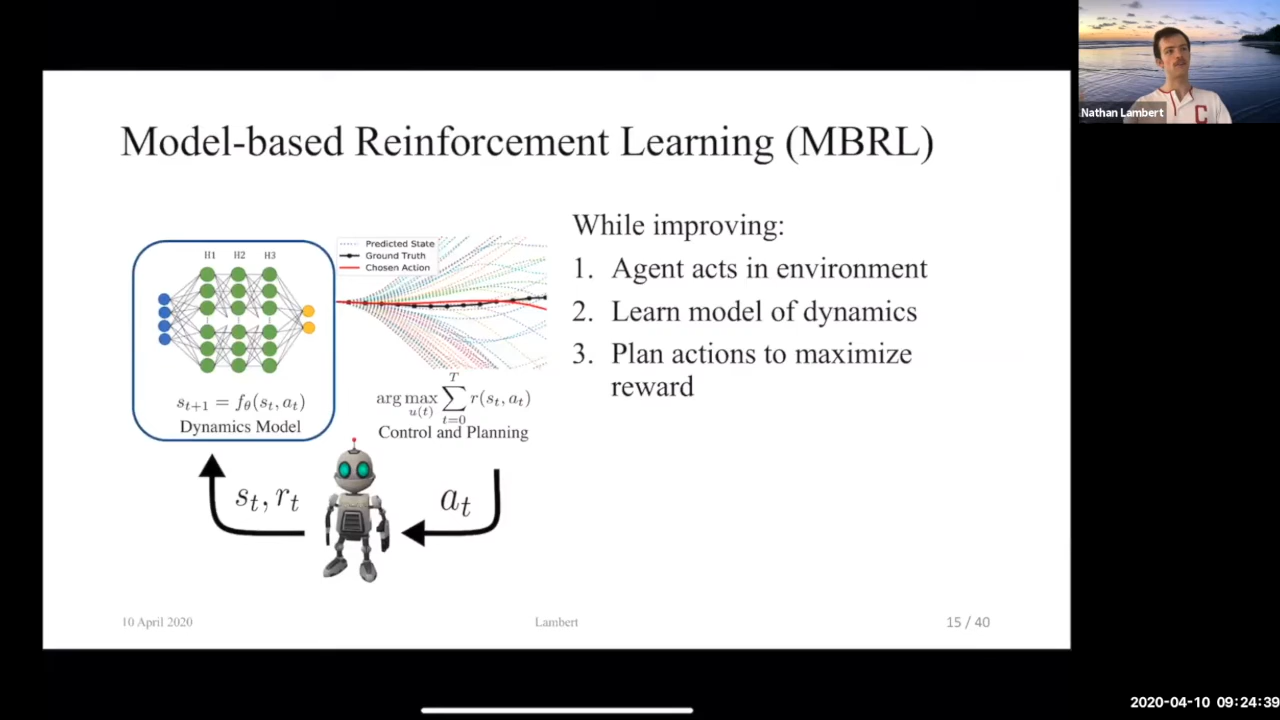 Nathan Lambert
C
Model-based Reinforcement Learning (MBRL)
H1 H2 H3
s_{t+1} = f_θ(s_t, a_t)
Dynamics Model
Predicted State
Ground Truth
Chosen Action
arg max_{u(t)} ∑_{t=0}^{T} r(s_t, a_t)
Control and Planning
s_t, r_t
a_t
While improving:
1. Agent acts in environment
2. Learn model of dynamics
3. Plan actions to maximize
reward
10 April 2020
Lambert
15 / 40
2020-04-10 09:24:39